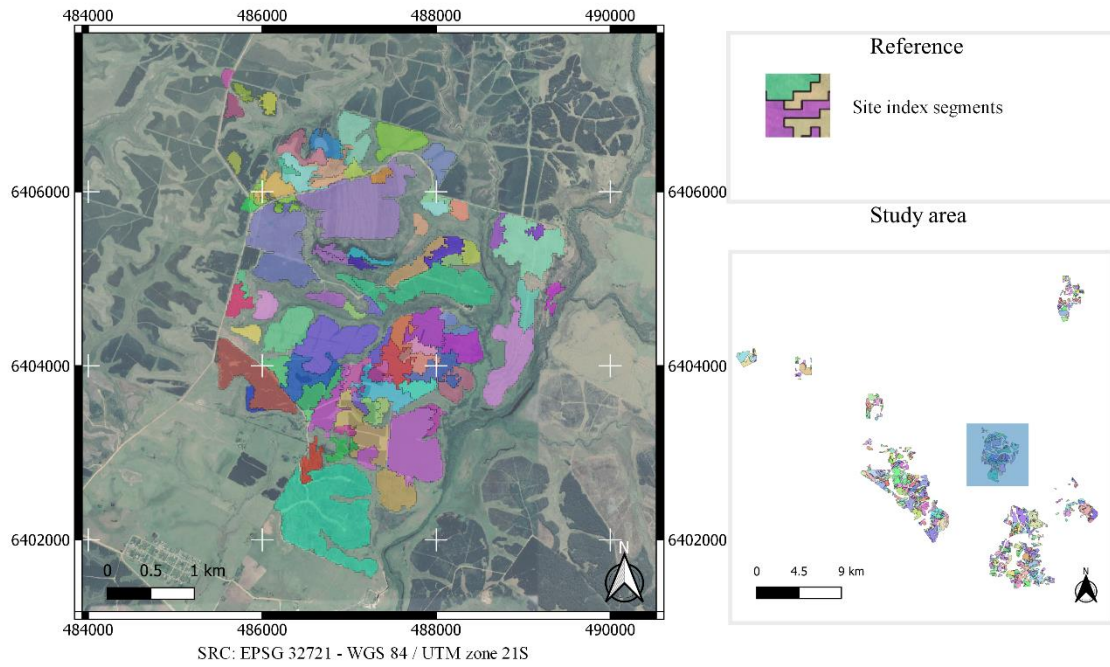 484000 486000 488000 490000
Reference
Site index segments
6406000 6406000
Study area
6404000 6404000
6402000 6402000
N
0 0.5 1 km
0 4.5 9 km
N
484000 486000 488000 490000
SRC: EPSG 32721 - WGS 84 / UTM zone 21S